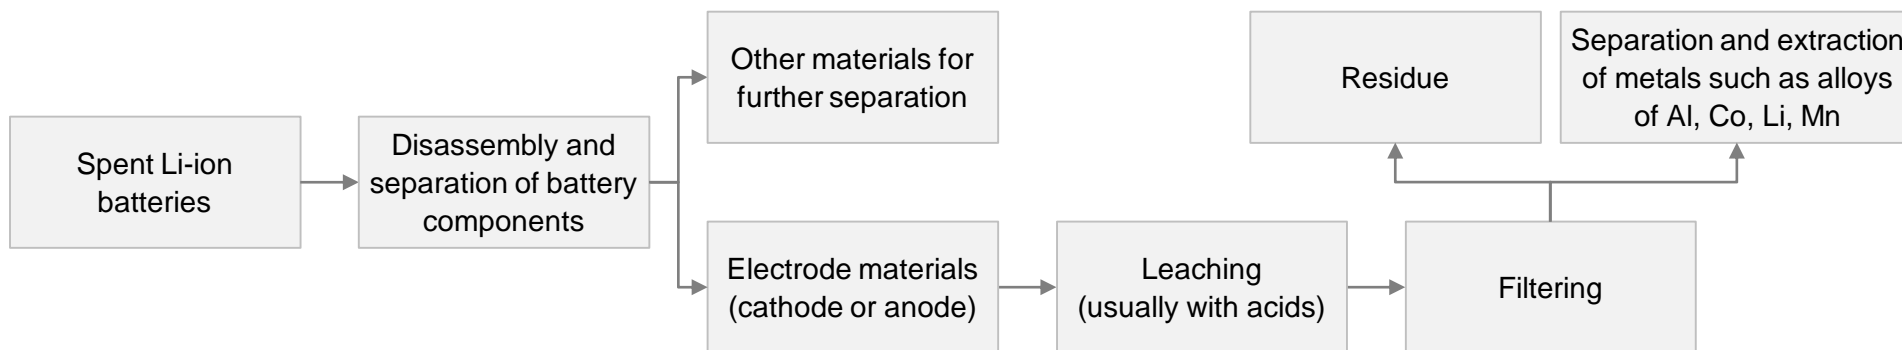 Spent Li-ion
batteries
Disassembly and
separation of battery
components
Other materials for
further separation
Electrode materials
(cathode or anode)
Leaching
(usually with acids)
Filtering
Residue
Separation and extraction
of metals such as alloys
of Al, Co, Li, Mn